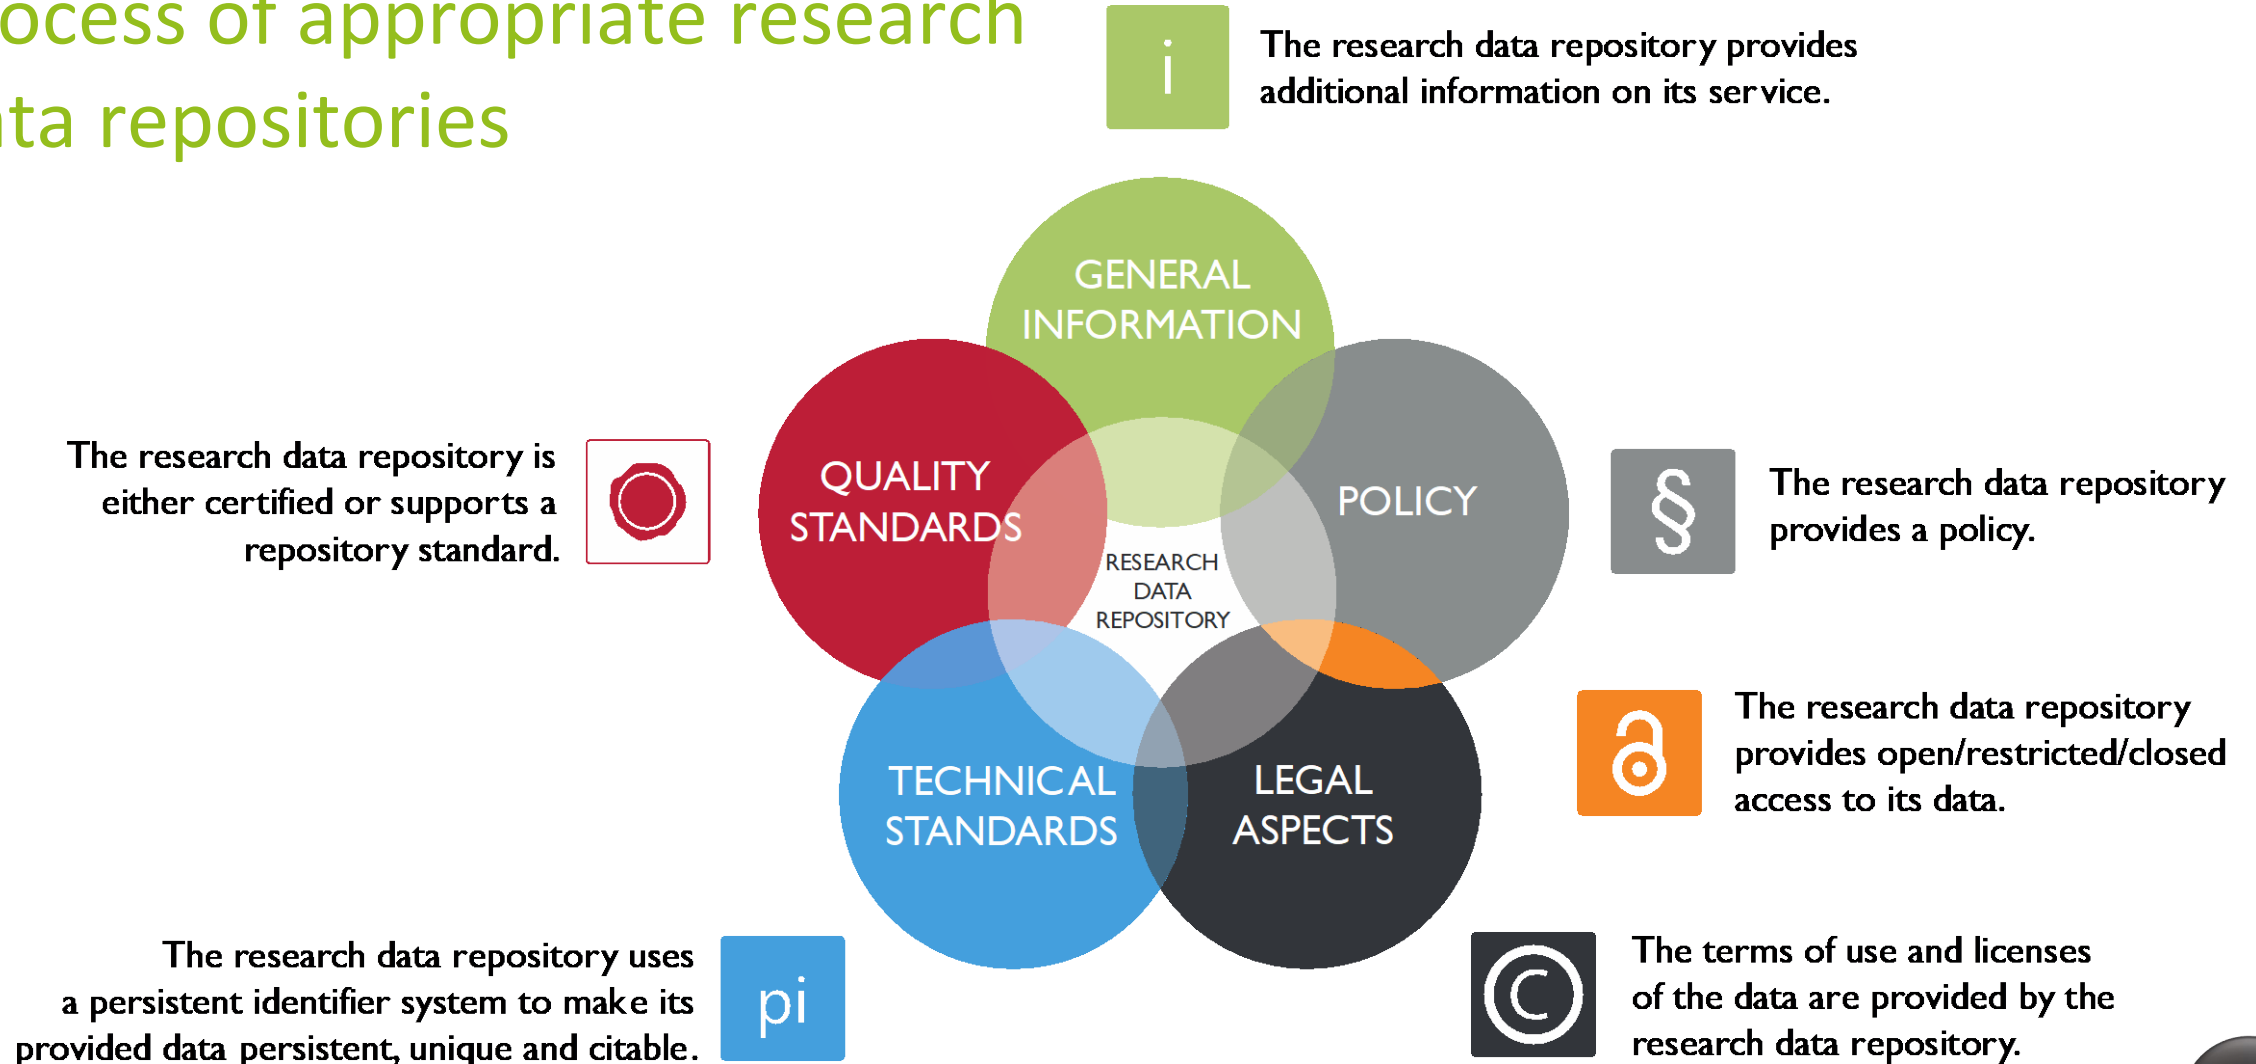 ocess of appropriate research
ta repositories
i
The research data repository provides
additional information on its service.
GENERAL
INFORMATION
The research data repository is
either certified or supports a
repository standard.
QUALITY
STANDARDS
POLICY
§
The research data repository
provides a policy.
RESEARCH
DATA
REPOSITORY
The research data repository
provides open/restricted/closed
access to its data.
TECHNICAL
STANDARDS
LEGAL
ASPECTS
The research data repository uses
a persistent identifier system to make its
provided data persistent, unique and citable.
pi
©
The terms of use and licenses
of the data are provided by the
research data repository.